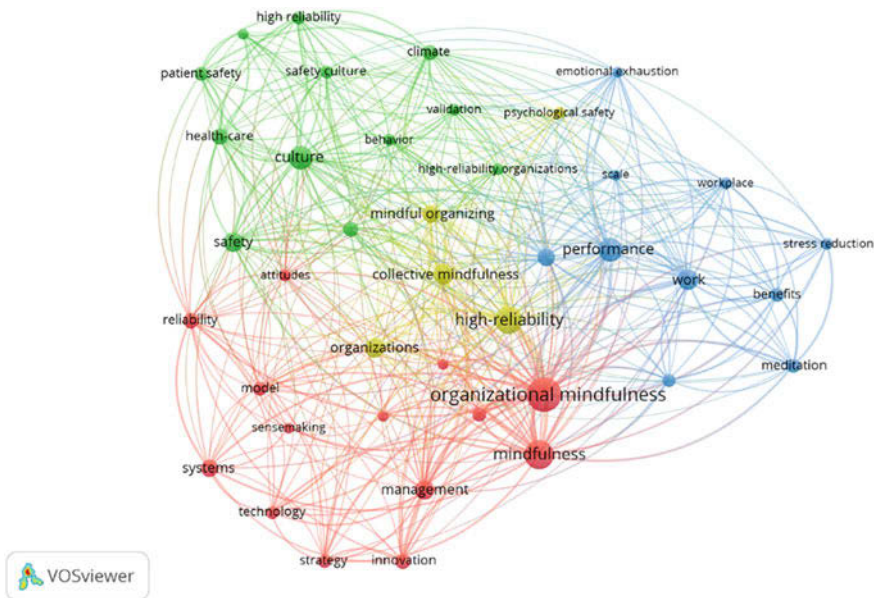 high reliability
climate
patient safety
safety culture
emotional exhaustion
validation
psychological safety
health-care
behavior
culture
high-reliability organizations
scale
workplace
mindful organizing
safety
performance
stress reduction
attitudes
collective mindfulness
work
benefits
reliability
high-reliability
organizations
meditation
model
organizational mindfulness
sensemaking
mindfulness
systems
management
technology
strategy
innovation
VOSviewer